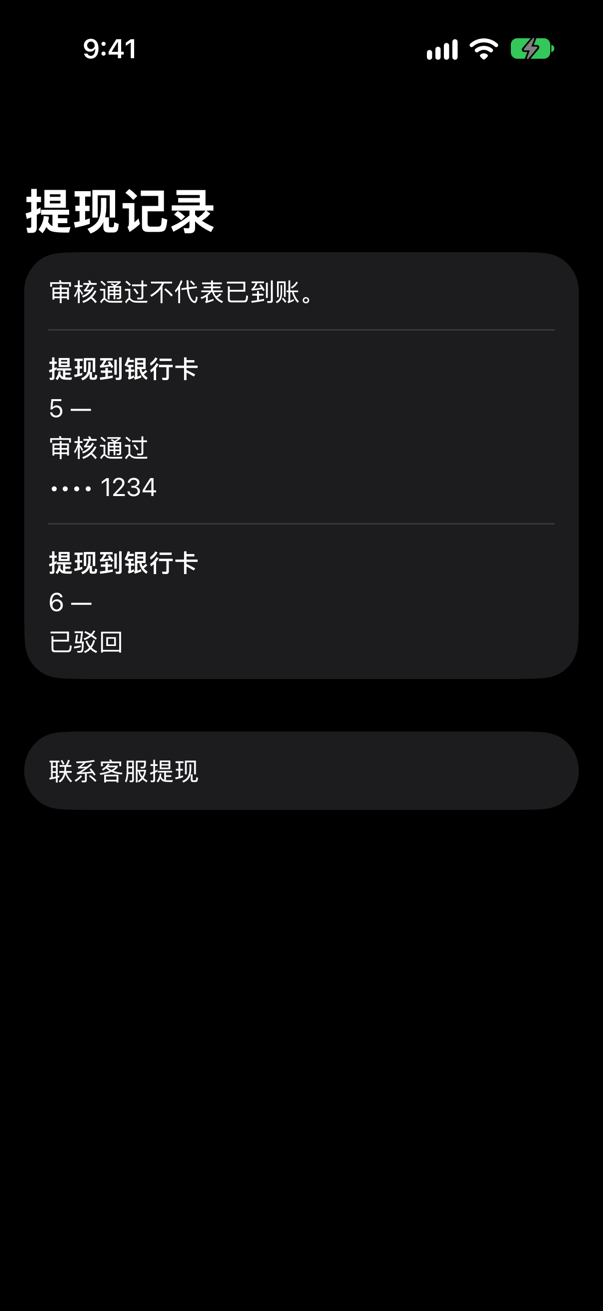 9:41
提现记录
审核通过不代表已到账。
提现到银行卡
5 —
审核通过
•••• 1234
提现到银行卡
6 —
已驳回
联系客服提现